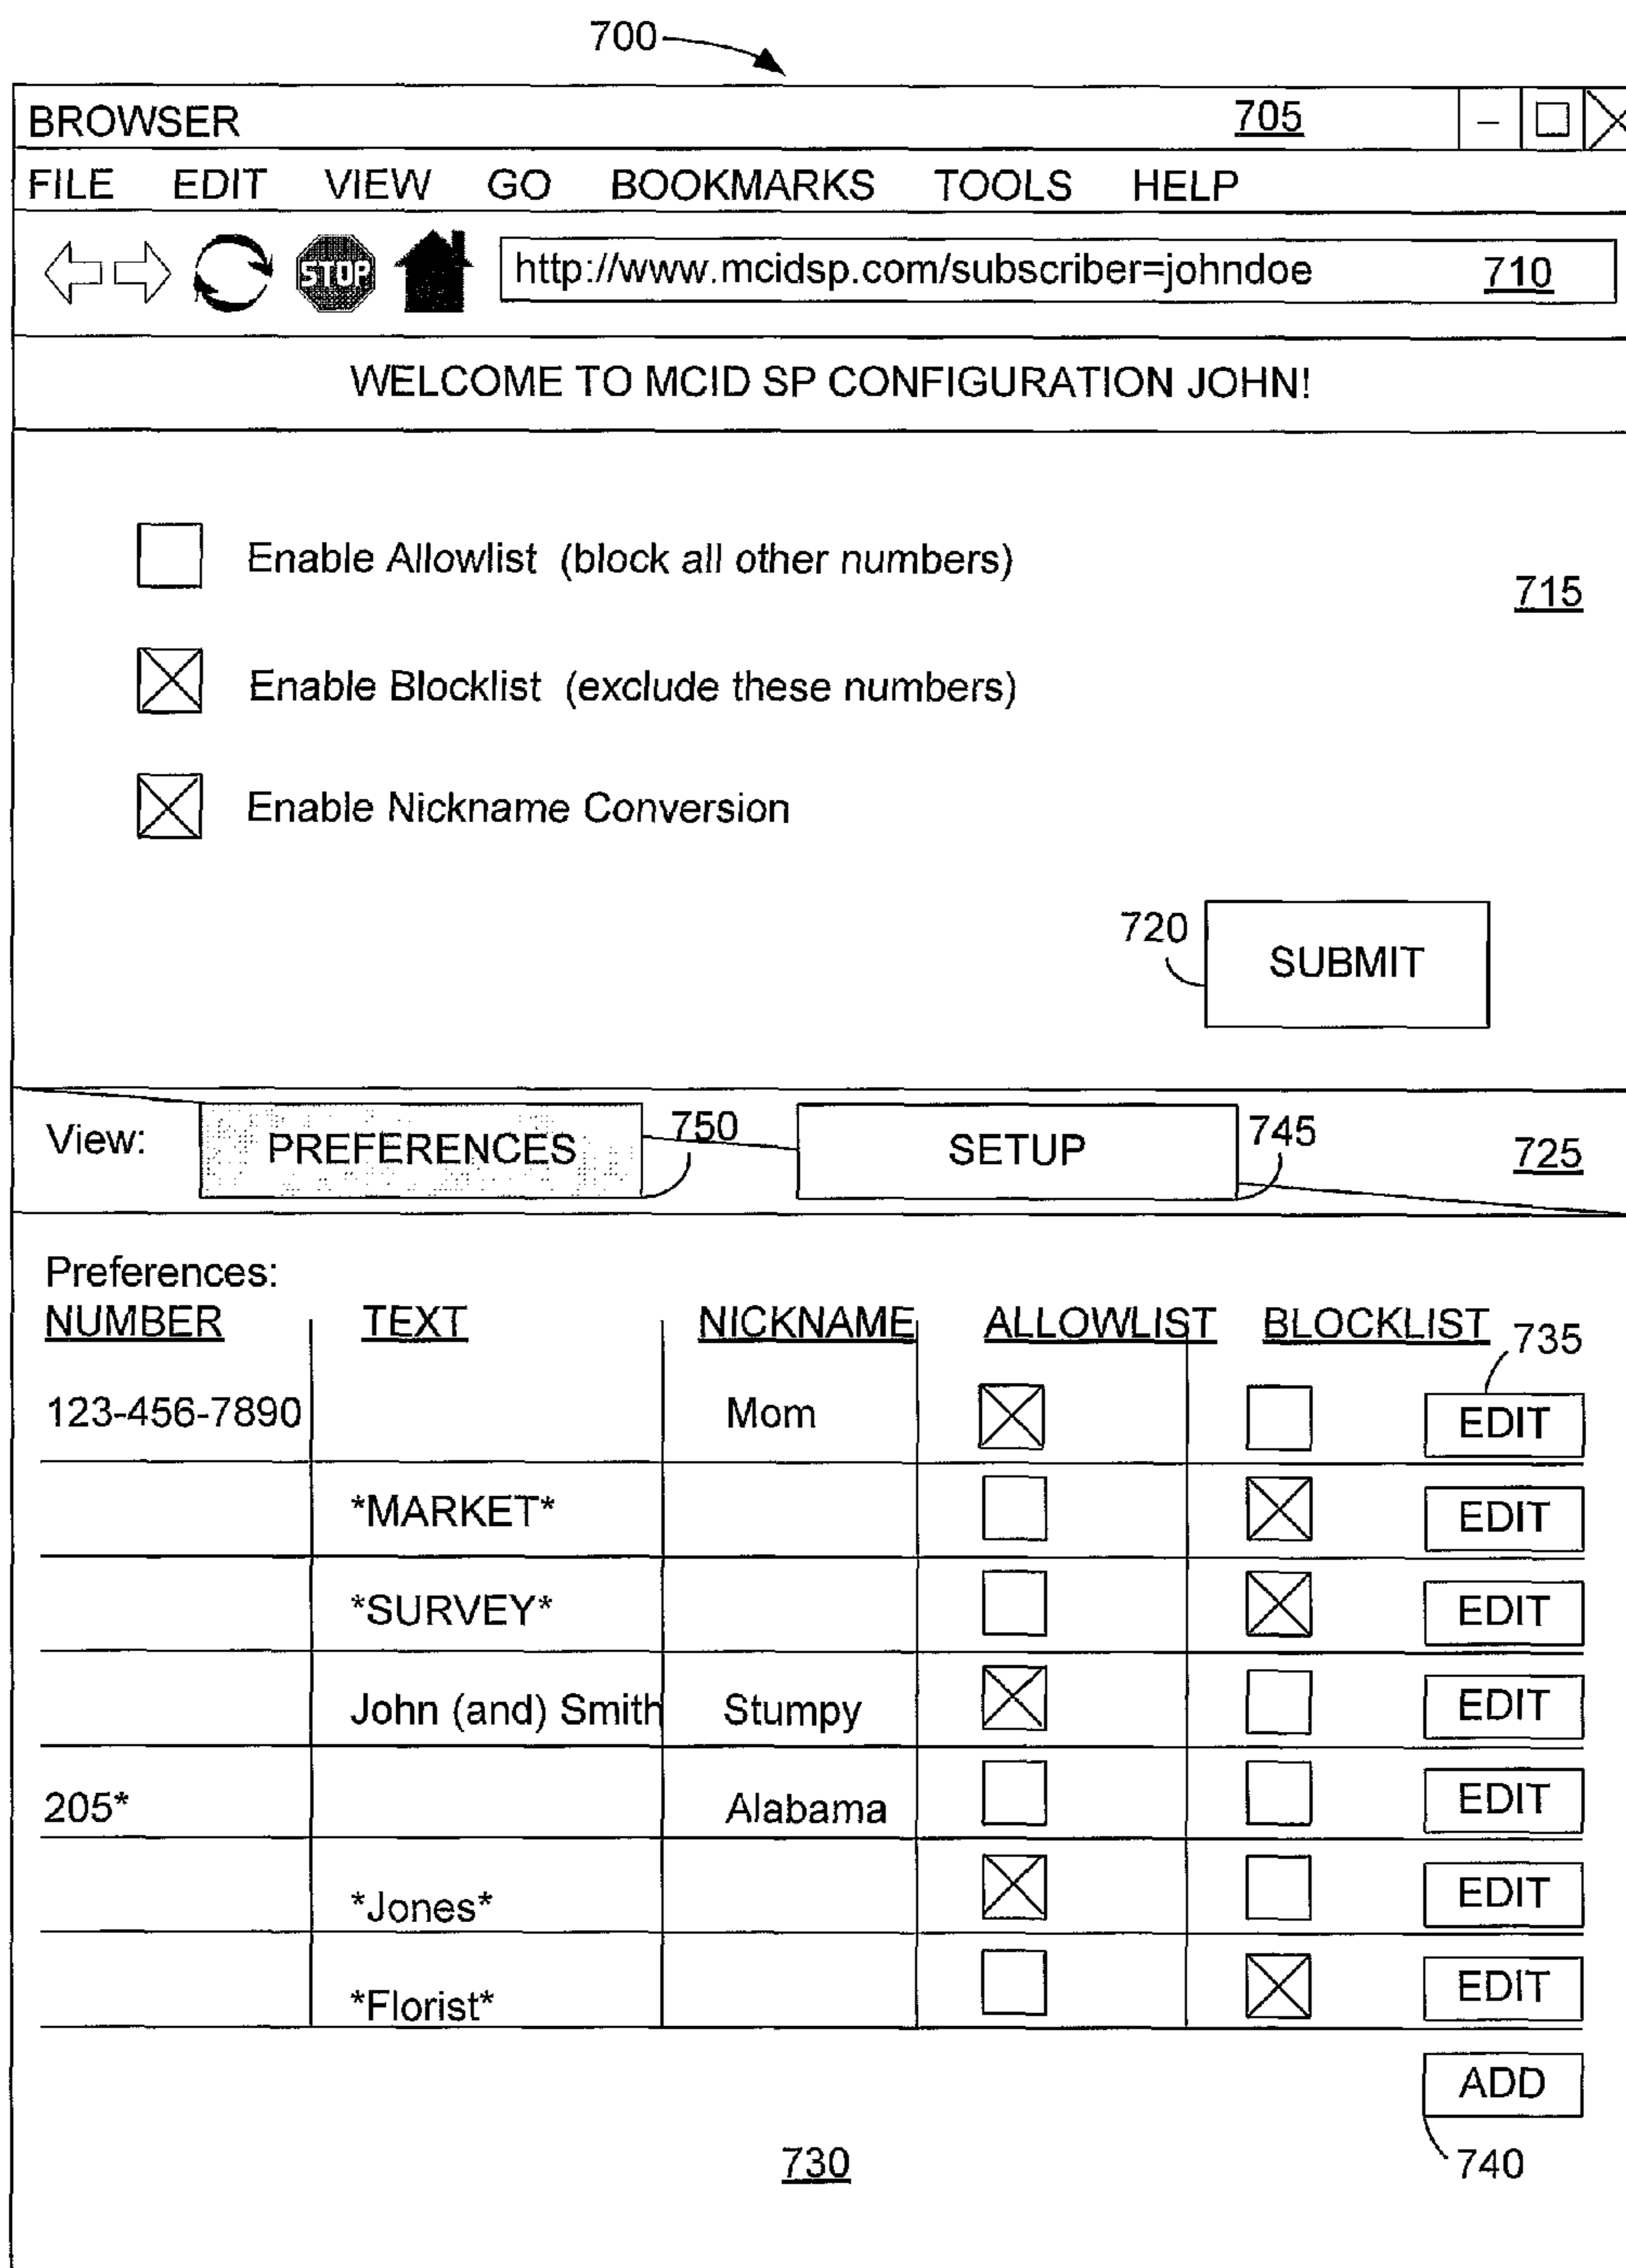 700
BROWSER 705
FILE EDIT VIEW GO BOOKMARKS TOOLS HELP
STOP http://www.mcidsp.com/subscriber=johndoe 710
WELCOME TO MCID SP CONFIGURATION JOHN!
Enable Allowlist (block all other numbers)
715
Enable Blocklist (exclude these numbers)
Enable Nickname Conversion
720 SUBMIT
View: PREFERENCES 750 SETUP 745 725
Preferences:
NUMBER TEXT NICKNAME ALLOWLIST BLOCKLIST 735
123-456-7890 Mom EDIT
*MARKET* EDIT
*SURVEY* EDIT
John (and) Smith Stumpy EDIT
205* Alabama EDIT
*Jones* EDIT
*Florist* EDIT
ADD
730 740